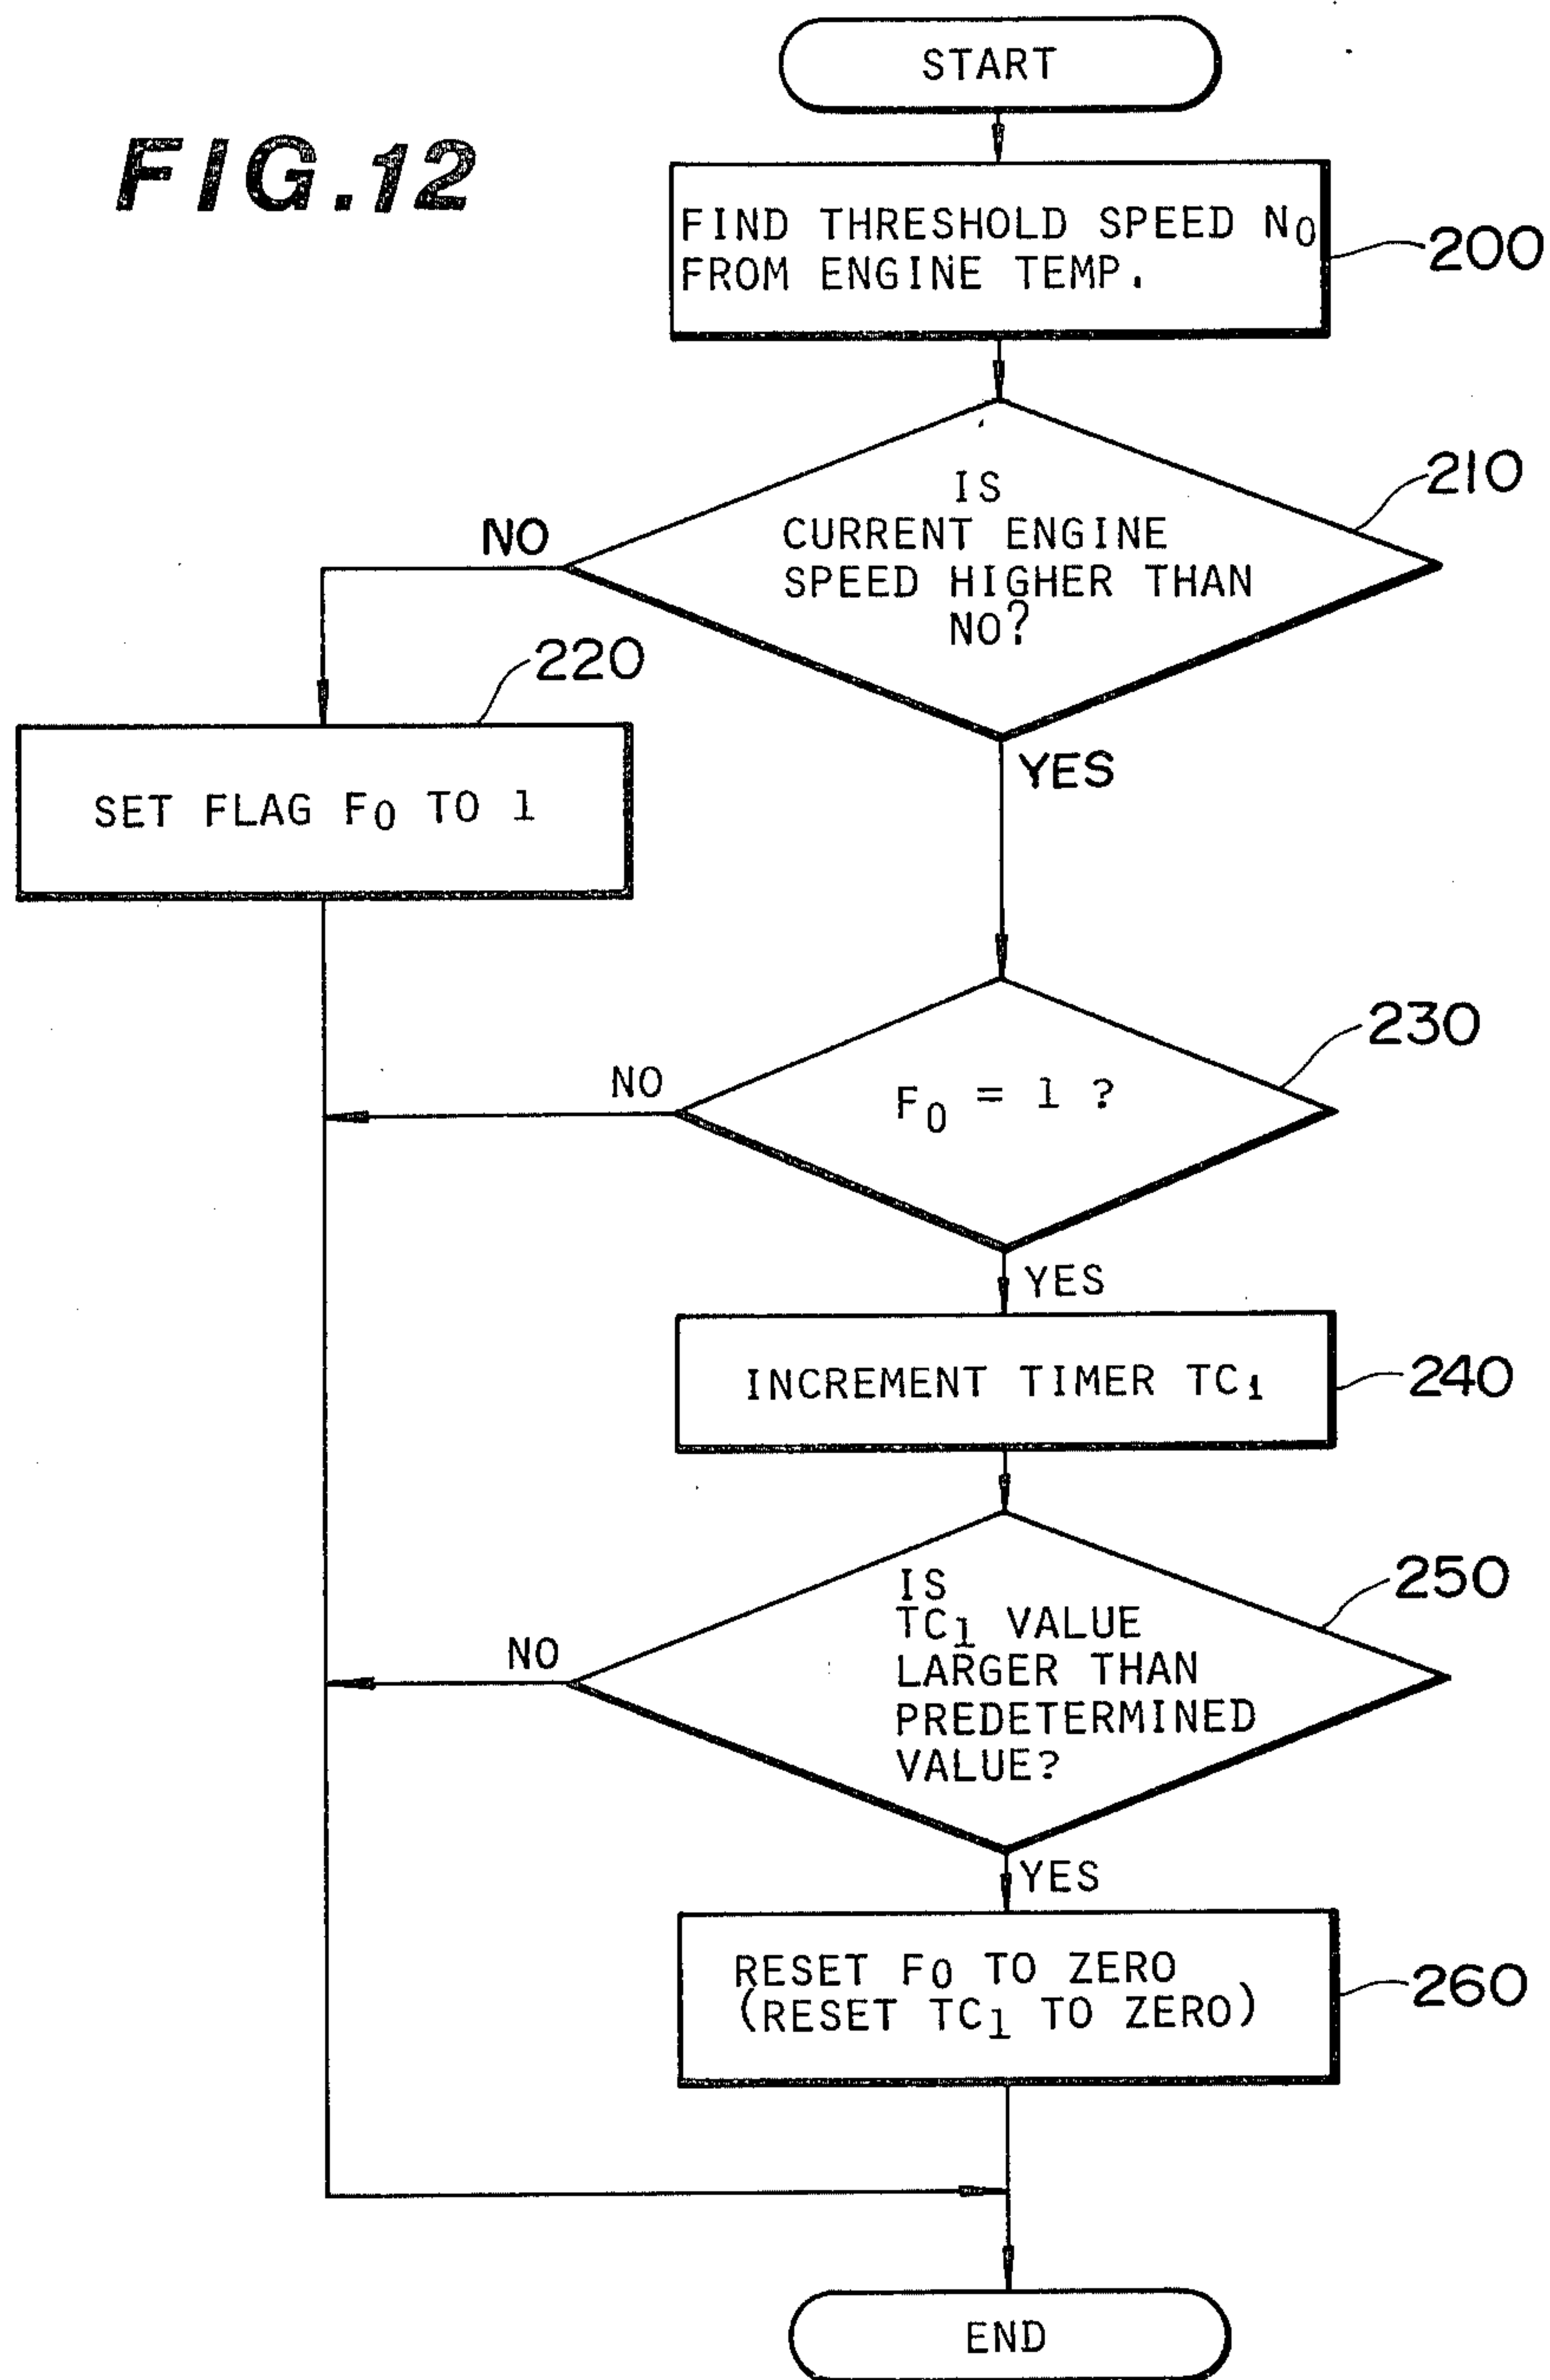 START
FIG.12
FIND THRESHOLD SPEED N0
FROM ENGINE TEMP.
200
IS
CURRENT ENGINE
SPEED HIGHER THAN
NO?
210
NO
YES
220
SET FLAG F0 TO 1
230
F0 = 1 ?
NO
YES
INCREMENT TIMER TC1
240
IS
TC1 VALUE
LARGER THAN
PREDETERMINED
VALUE?
250
NO
YES
RESET F0 TO ZERO
(RESET TC1 TO ZERO)
260
END